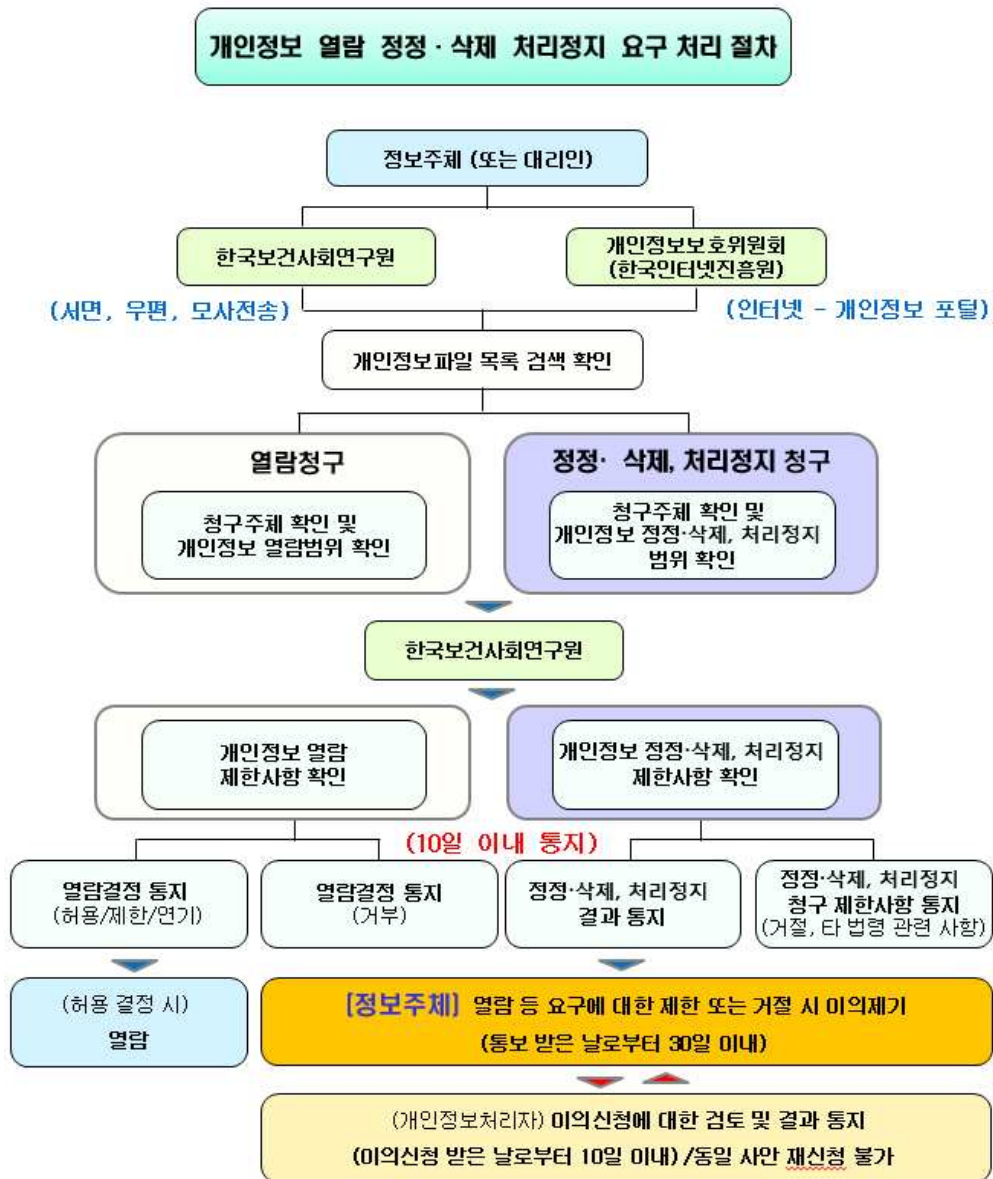 개인정보 열람 정정·삭제 처리정지 요구 처리 절차
정보주체 (또는 대리인)
한국보건사회연구원
개인정보보호위원회
(한국인터넷진흥원)
(서면, 우편, 모사전송)
(인터넷 - 개인정보 포털)
개인정보파일 목록 검색 확인
열람청구
청구주체 확인 및
개인정보 열람범위 확인
정정· 삭제, 처리정지 청구
청구주체 확인 및
개인정보 정정·삭제, 처리정지
범위 확인
한국보건사회연구원
개인정보 열람
제한사항 확인
개인정보 정정·삭제, 처리정지
제한사항 확인
(10일 이내 통지)
열람결정 통지
(허용/제한/연기)
열람결정 통지
(거부)
정정·삭제, 처리정지
결과 통지
정정·삭제, 처리정지
청구 제한사항 통지
(거절, 타 법령 관련 사항)
(허용 결정 시)
열람
[정보주체] 열람 등 요구에 대한 제한 또는 거절 시 이의제기
(통보 받은 날로부터 30일 이내)
(개인정보처리자) 이의신청에 대한 검토 및 결과 통지
(이의신청 받은 날로부터 10일 이내) /동일 사안 재신청 불가